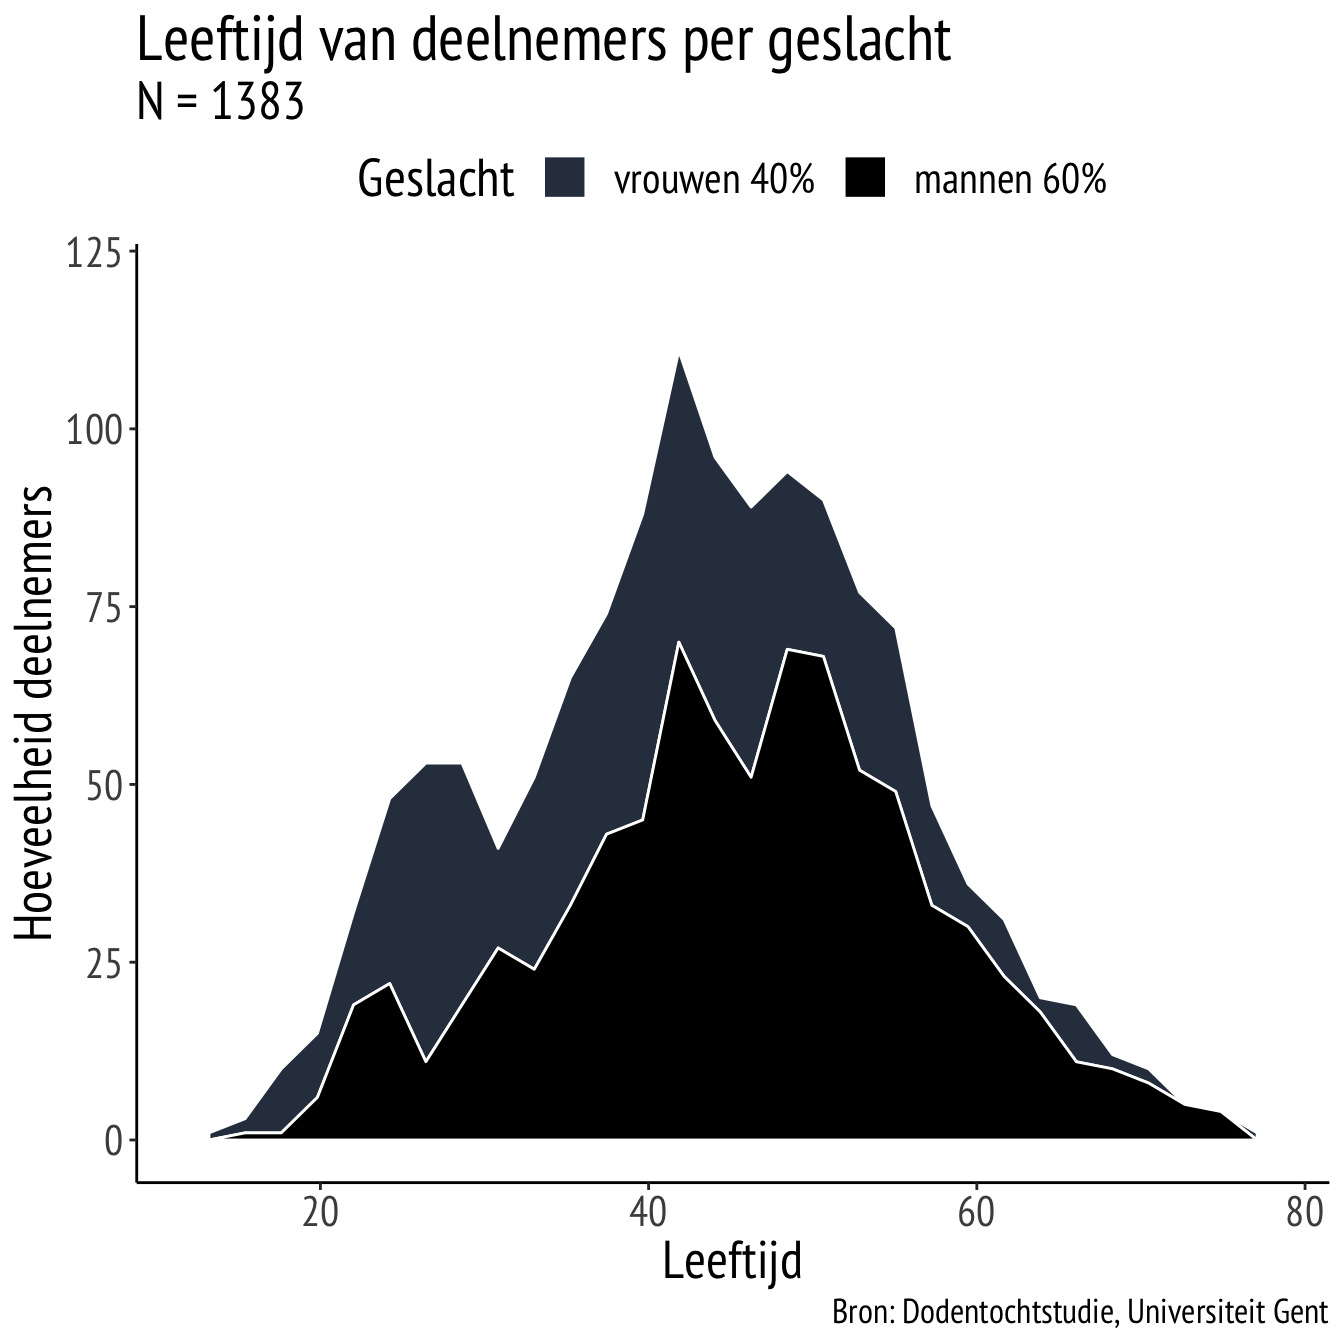 Leeftijd van deelnemers per geslacht
N = 1383
Geslacht vrouwen 40% mannen 60%
125
100
75
50
25
0
Hoeveelheid deelnemers
20 40 60 80
Leeftijd
Bron: Dodentochtstudie, Universiteit Gent